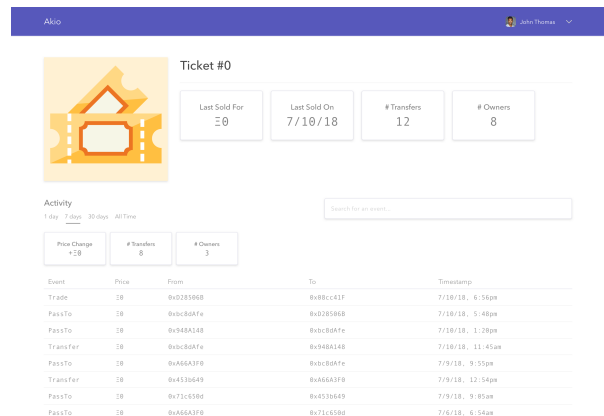 Akio
John Thomas
Ticket #0
Last Sold For
Ξ0
Last Sold On
7/10/18
# Transfers
12
# Owners
8
Activity
1 day 7 days 30 days All Time
Search for an event...
Price Change
+Ξ0
# Transfers
8
# Owners
3
Event Price From To Timestamp
Trade Ξ0 0xD28506B 0x08cc41F 7/10/18, 6:56pm
PassTo Ξ0 0xbc8dAfe 0xD28506B 7/10/18, 5:48pm
PassTo Ξ0 0x948A148 0xbc8dAfe 7/10/18, 1:28pm
Transfer Ξ0 0xbc8dAfe 0x948A148 7/10/18, 11:45am
PassTo Ξ0 0xA66A3F0 0xbc8dAfe 7/9/18, 9:55pm
Transfer Ξ0 0x453b649 0xA66A3F0 7/9/18, 12:54pm
PassTo Ξ0 0x71c650d 0x453b649 7/9/18, 9:05am
PassTo Ξ0 0xA66A3F0 0x71c650d 7/6/18, 6:54am